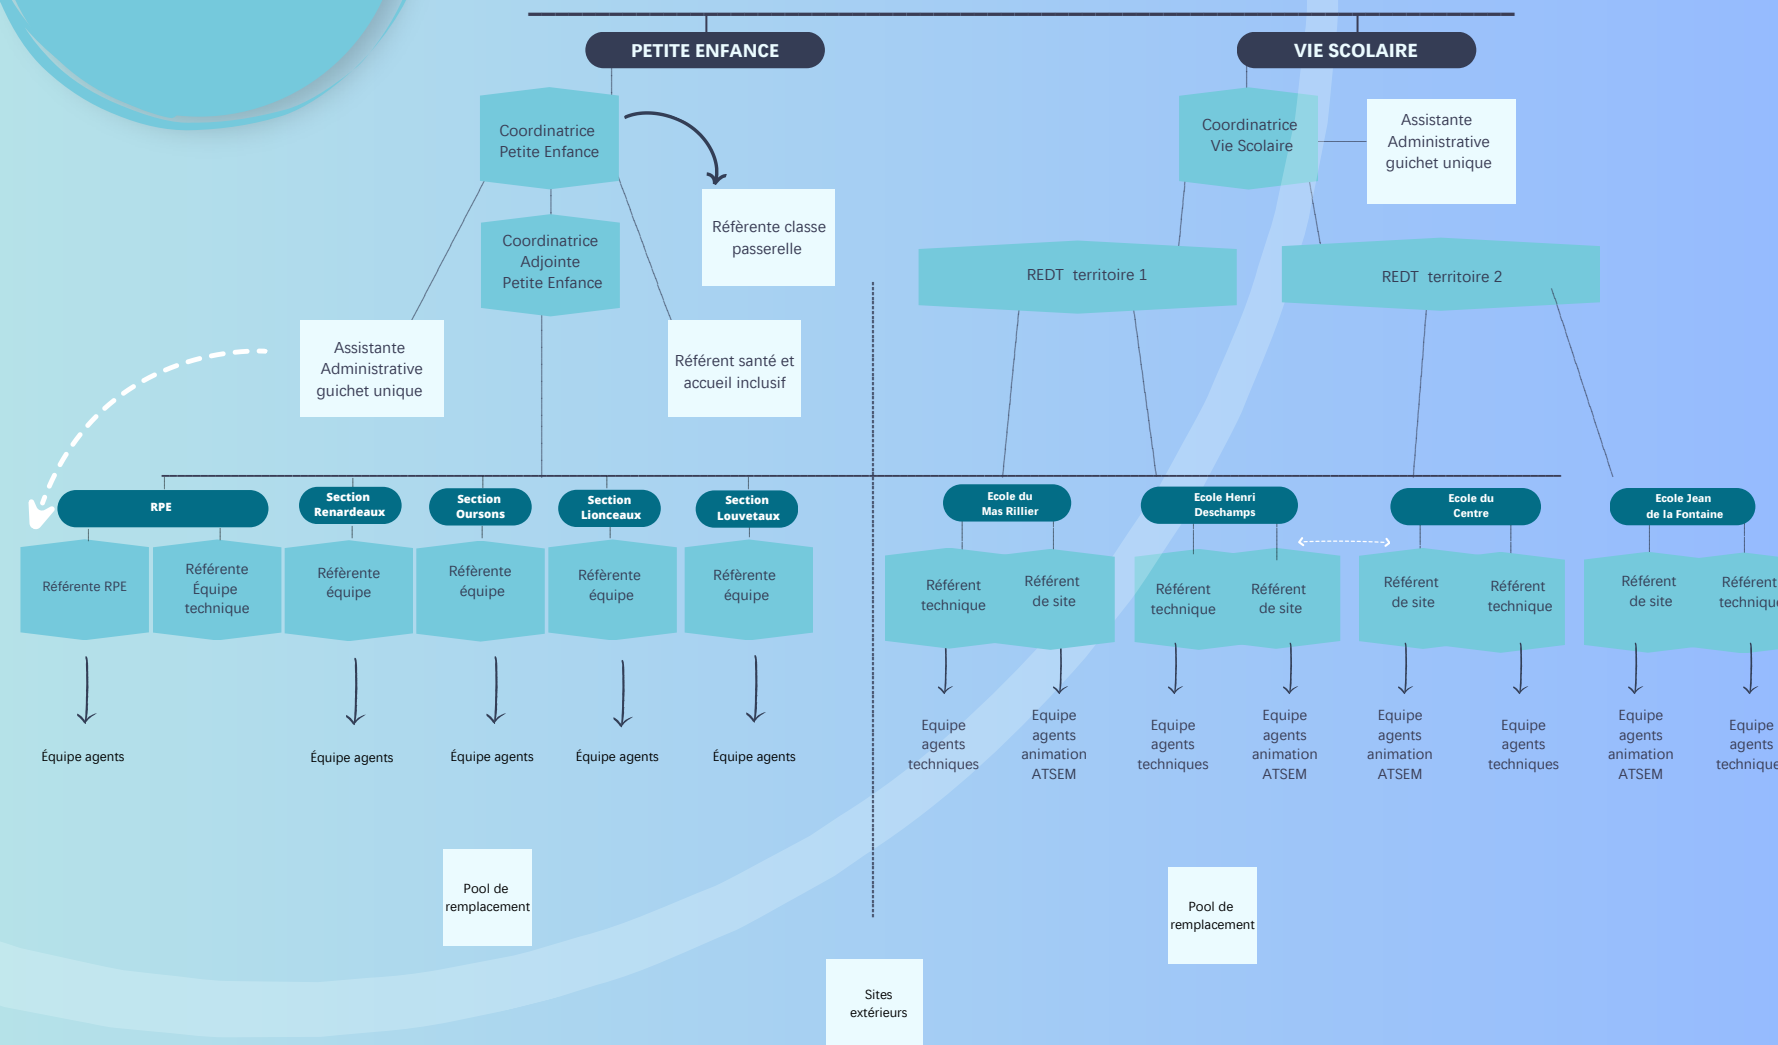 PETITE ENFANCE
VIE SCOLAIRE
Coordinatrice
Petite Enfance
Coordinatrice
Vie Scolaire
Assistante
Administrative
guichet unique
Réfèrente classe
passerelle
Coordinatrice
Adjointe
Petite Enfance
REDT territoire 1
REDT territoire 2
Assistante
Administrative
guichet unique
Référent santé et
accueil inclusif
RPE
Section
Renardeaux
Section
Oursons
Section
Lionceaux
Section
Louvetaux
Ecole du
Mas Rillier
Ecole Henri
Deschamps
Ecole du
Centre
Ecole Jean
de la Fontaine
Référente RPE
Référente
Équipe
technique
Réfèrente
équipe
Réfèrente
équipe
Réfèrente
équipe
Réfèrente
équipe
Référent
technique
Référent
de site
Référent
technique
Référent
de site
Référent
de site
Référent
technique
Référent
de site
Référent
techniqu
Équipe agents
Équipe agents
Équipe agents
Équipe agents
Équipe agents
Equipe
agents
techniques
Equipe
agents
animation
ATSEM
Equipe
agents
techniques
Equipe
agents
animation
ATSEM
Equipe
agents
animation
ATSEM
Equipe
agents
techniques
Equipe
agents
animation
ATSEM
Equipe
agents
technique
Pool de
remplacement
Pool de
remplacement
Sites
extérieurs